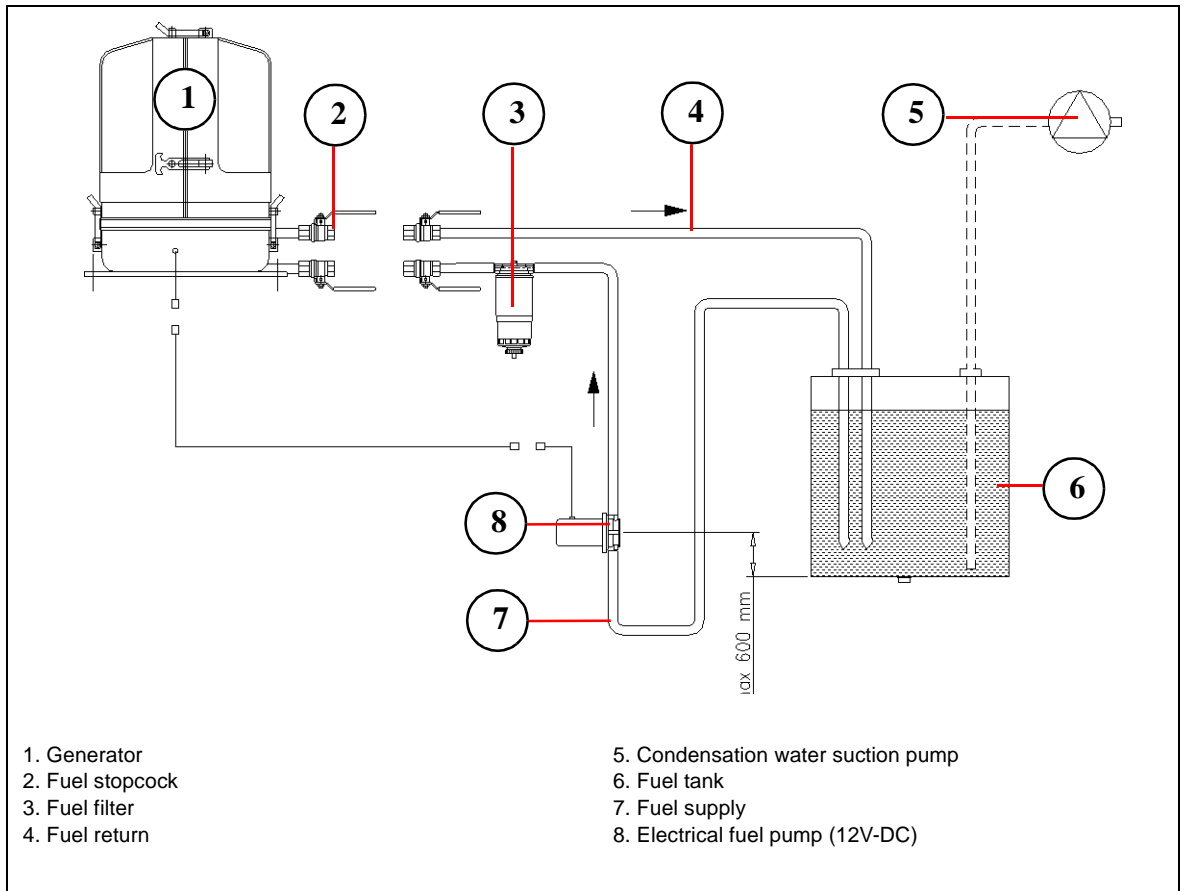 1
2
3
4
5
6
7
8
600 mm
1. Generator
2. Fuel stopcock
3. Fuel filter
4. Fuel return
5. Condensation water suction pump
6. Fuel tank
7. Fuel supply
8. Electrical fuel pump (12V-DC)